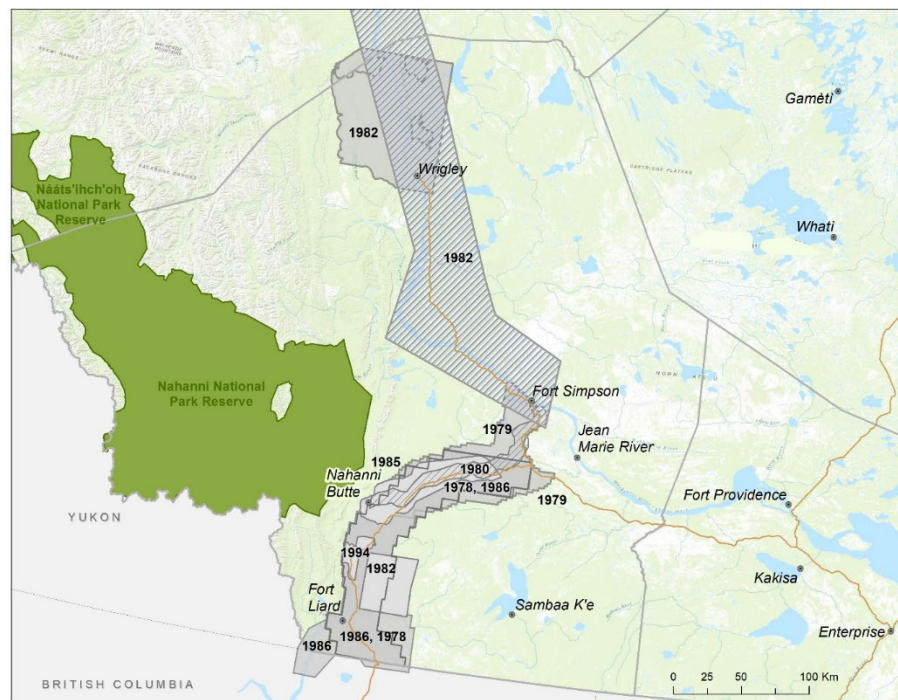 1982
Gamètì
Wrigley
Nááts'ihch'oh
National Park
Reserve
Whatì
1982
CARTRIDGE PLATEAU
Nahanni National
Park Reserve
Fort Simpson
1979
Jean
Marie River
1985
1980
Nahanni
Butte
1978, 1986
1979
Fort Providence
YUKON
1994
1982
Kakisa
Fort
Liard
Sambaa K'e
1986, 1978
Enterprise
1986
0 25 50 100 Km
BRITISH COLUMBIA